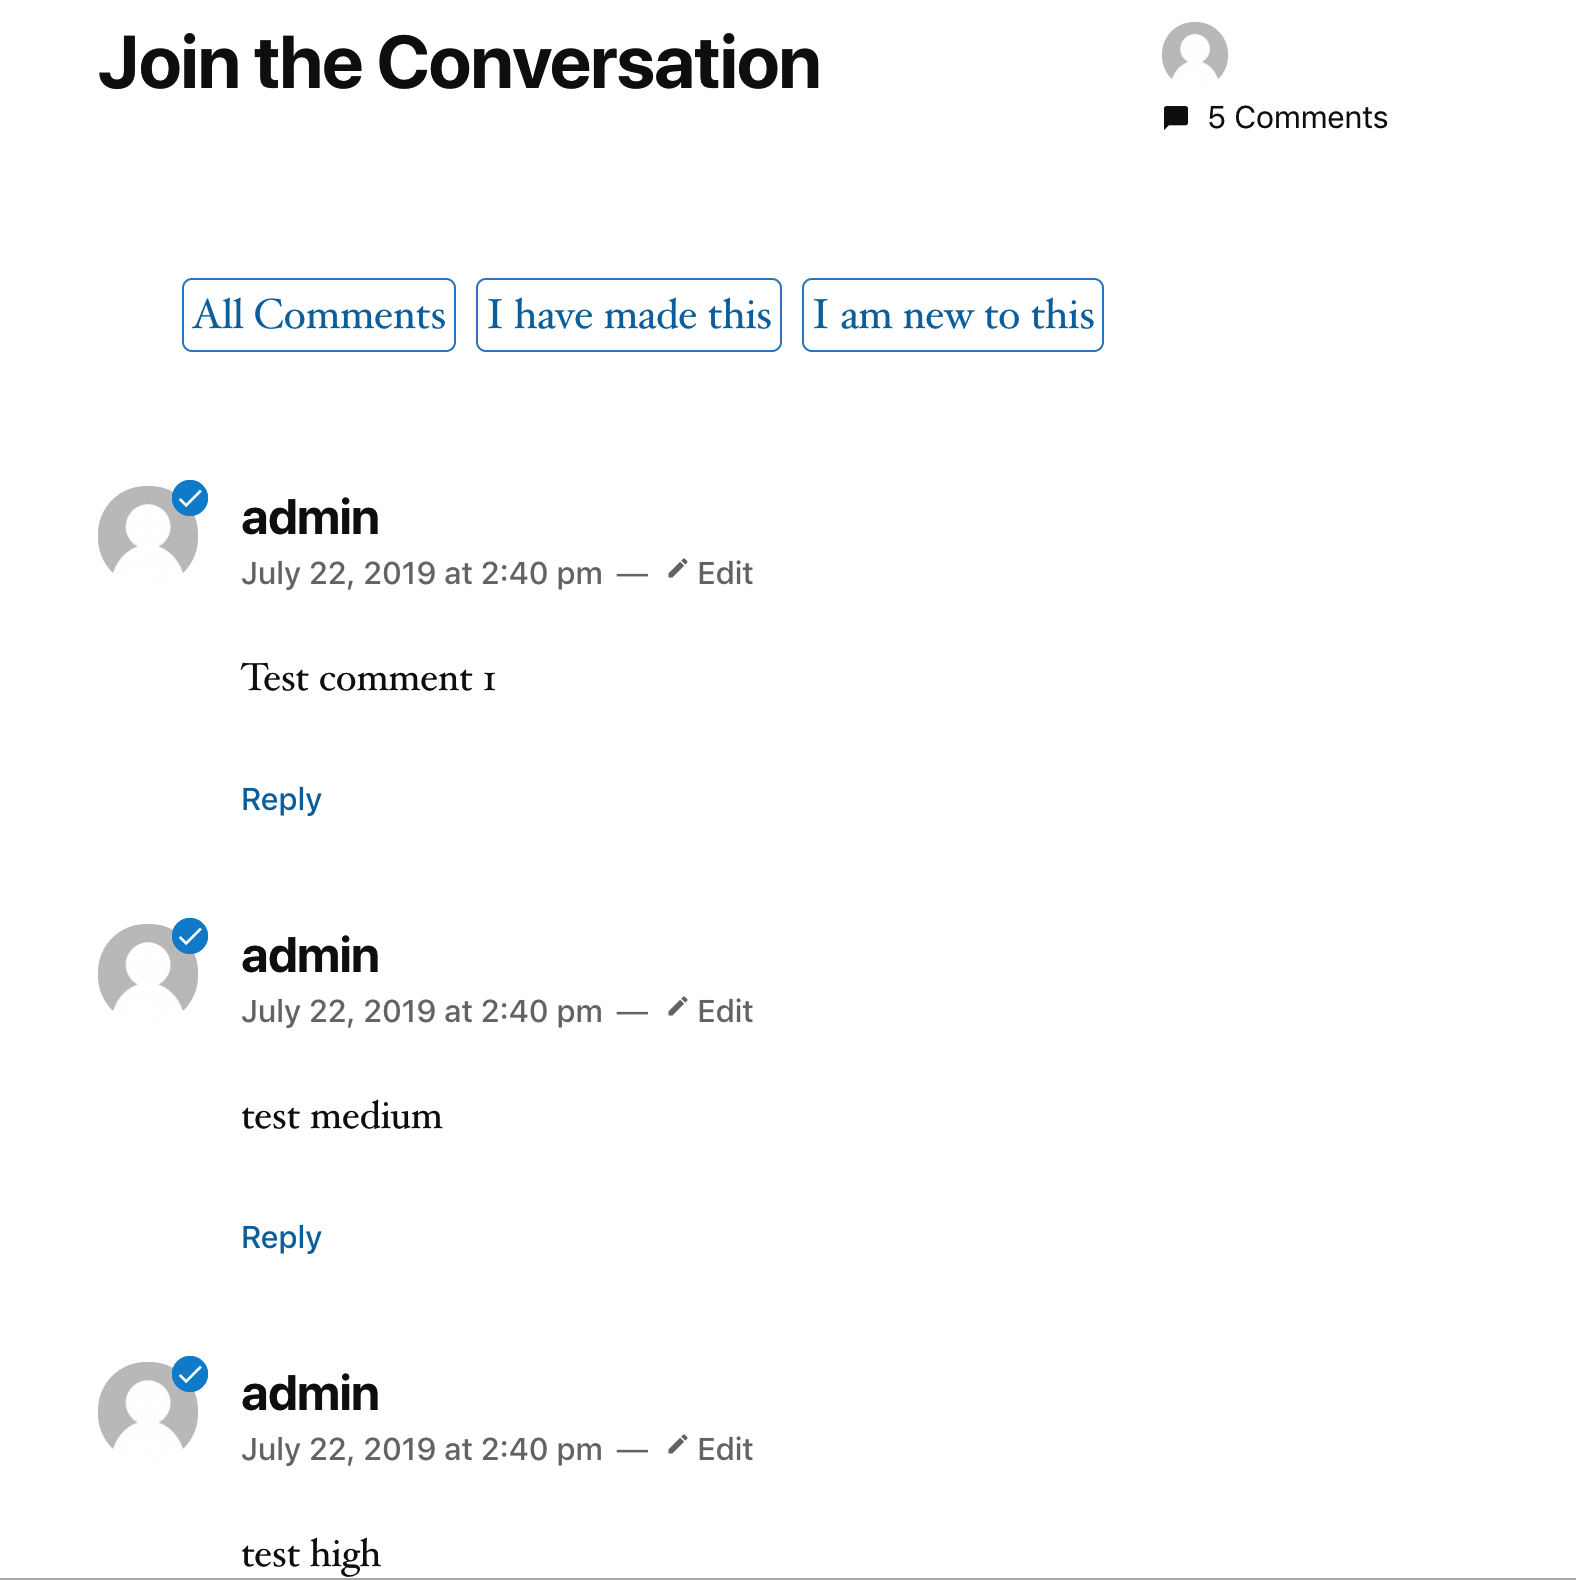 Join the Conversation
5 Comments
All Comments
I have made this
I am new to this
admin
July 22, 2019 at 2:40 pm — Edit
Test comment 1
Reply
admin
July 22, 2019 at 2:40 pm — Edit
test medium
Reply
admin
July 22, 2019 at 2:40 pm — Edit
test high